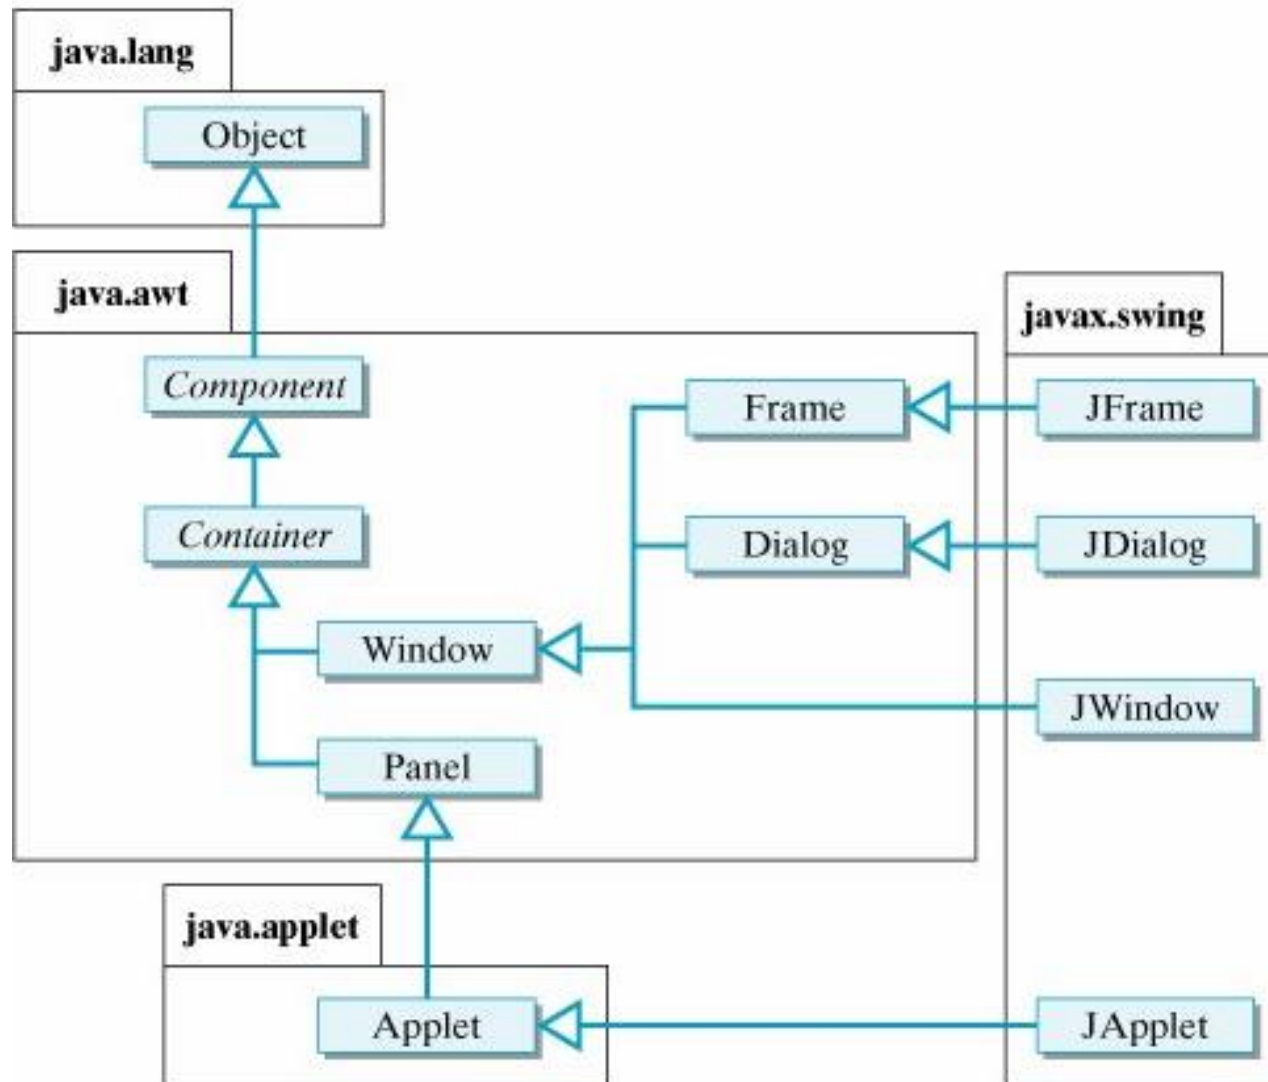 java.lang
Object
java.awt
javax.swing
Component
Frame
JFrame
Container
Dialog
JDialog
Window
JWindow
Panel
java.applet
Applet
JApplet